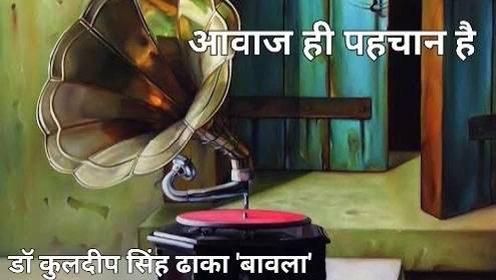 आवाज ही पहचान है
डॉ कुलदीप सिंह ढाका 'बावला'